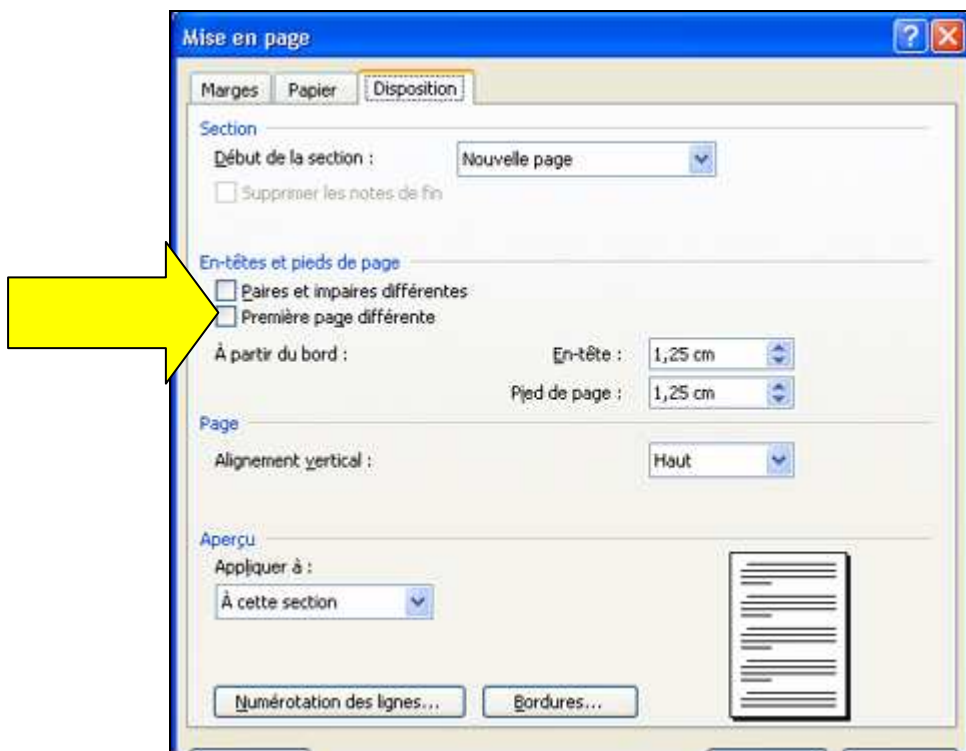 Mise en page
Marges Papier Disposition
Section
Début de la section : Nouvelle page
Supprimer les notes de fin
En-têtes et pieds de page
Paires et impaires différentes
Première page différente
À partir du bord : En-tête : 1,25 cm
Pied de page : 1,25 cm
Page
Alignement vertical : Haut
Aperçu
Appliquer à :
À cette section
Numérotation des lignes... Bordures...